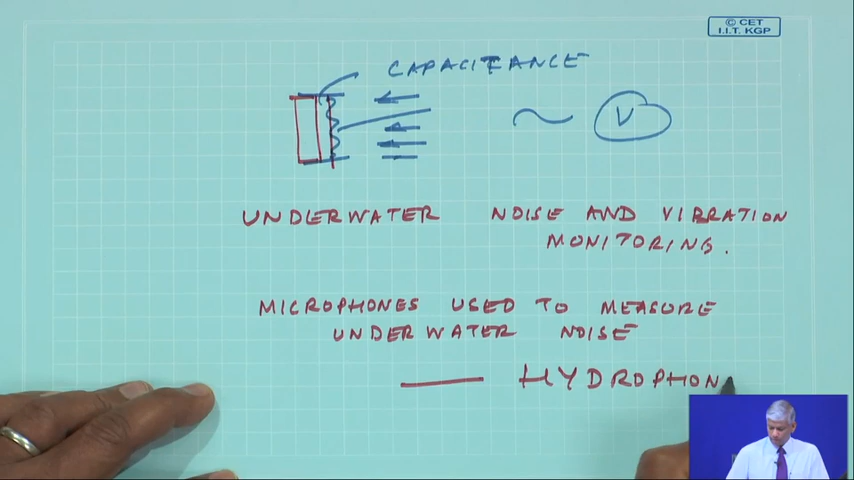 © CET
I.I.T. KGP
CAPACITANCE
~ V
UNDERWATER NOISE AND VIBRATION
MONITORING.
MICROPHONES USED TO MEASURE
UNDERWATER NOISE
— HYDROPHON